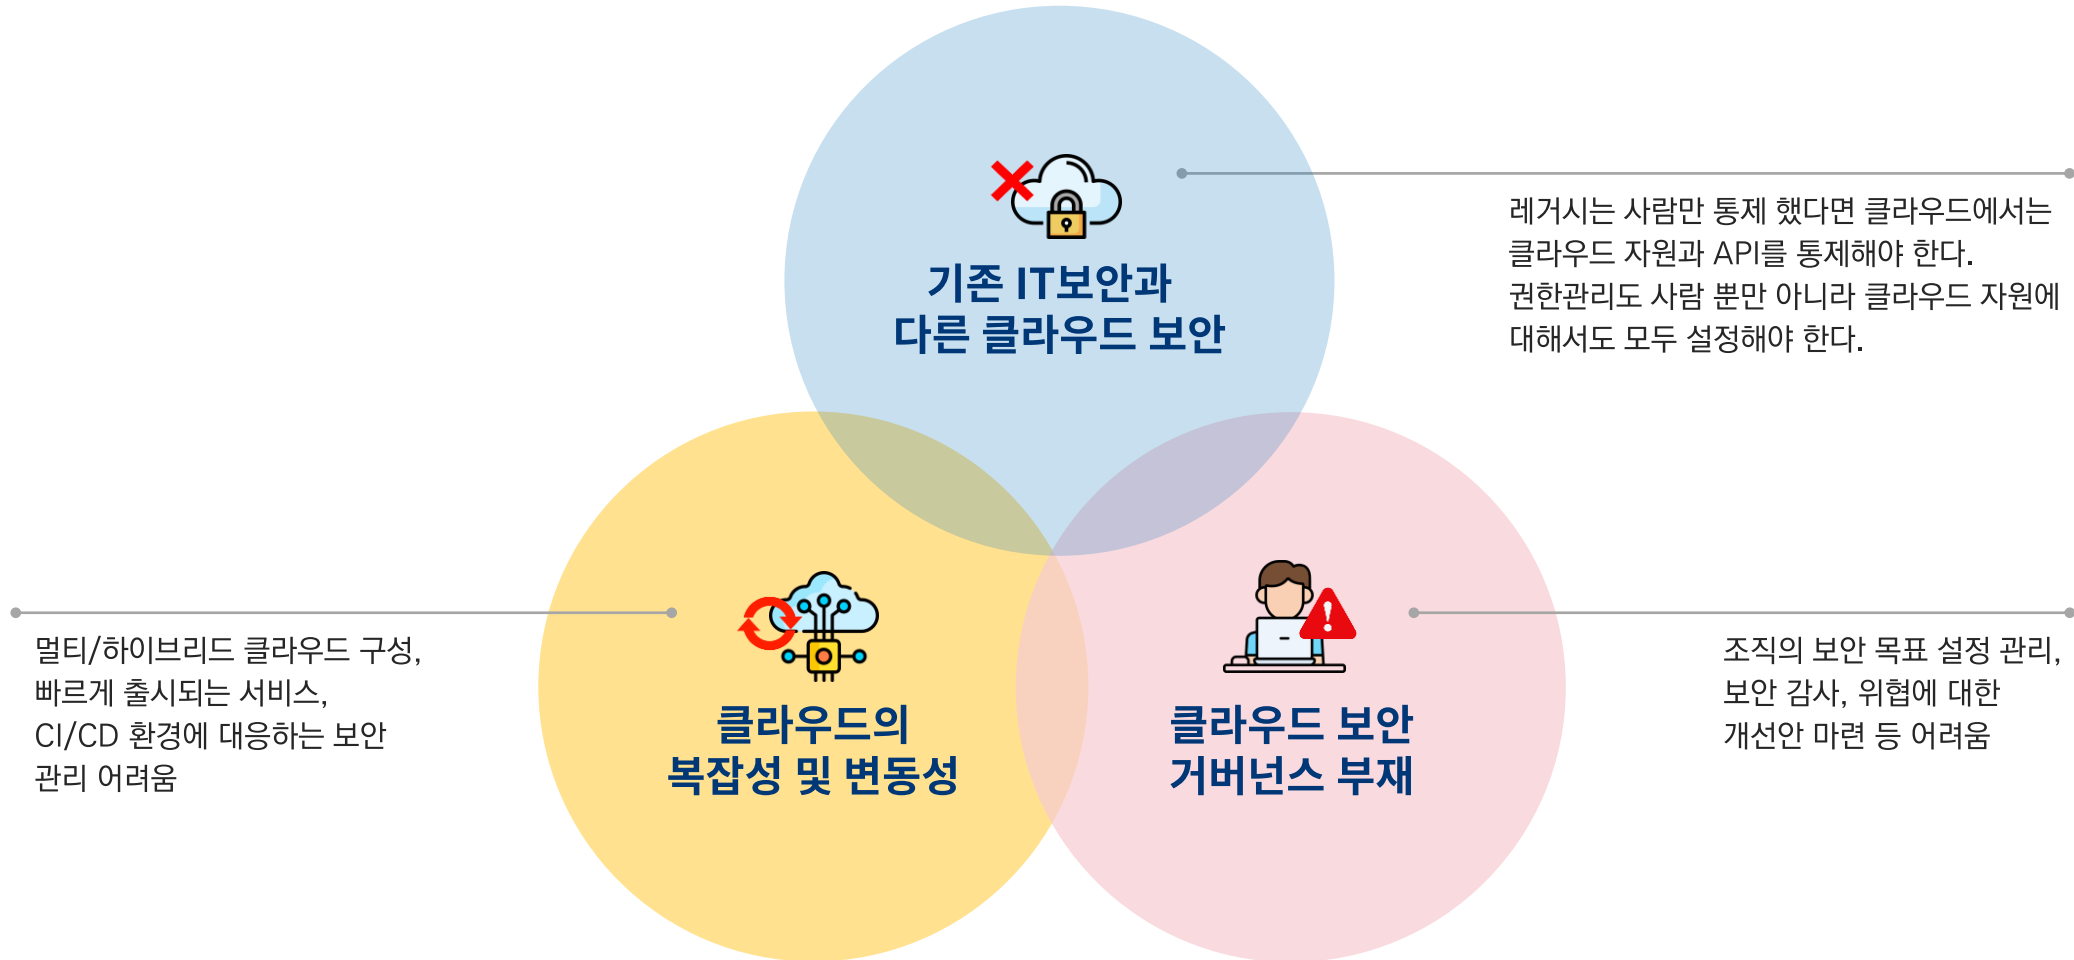 기존 IT보안과
다른 클라우드 보안
레거시는 사람만 통제 했다면 클라우드에서는
클라우드 자원과 API를 통제해야 한다.
권한관리도 사람 뿐만 아니라 클라우드 자원에
대해서도 모두 설정해야 한다.
멀티/하이브리드 클라우드 구성,
빠르게 출시되는 서비스,
CI/CD 환경에 대응하는 보안
관리 어려움
클라우드의
복잡성 및 변동성
클라우드 보안
거버넌스 부재
조직의 보안 목표 설정 관리,
보안 감사, 위협에 대한
개선안 마련 등 어려움